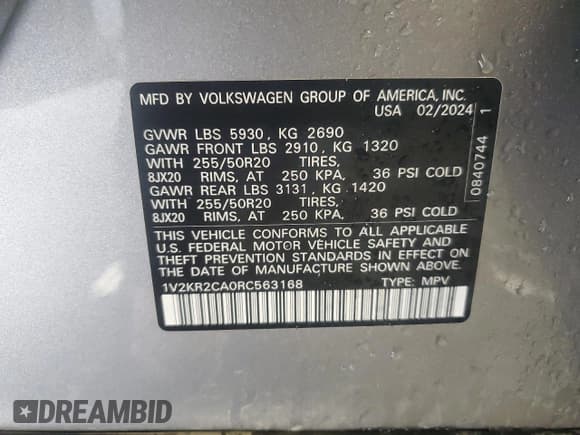 MFD BY VOLKSWAGEN GROUP OF AMERICA, INC.
USA 02/2024 1
GVWR LBS 5930, KG 2690
GAWR FRONT LBS 2910, KG 1320
WITH 255/50R20 TIRES,
8JX20 RIMS, AT 250 KPA, 36 PSI COLD
GAWR REAR LBS 3131, KG 1420
WITH 255/50R20 TIRES,
8JX20 RIMS, AT 250 KPA, 36 PSI COLD
0840744
THIS VEHICLE CONFORMS TO ALL APPLICABLE
U.S. FEDERAL MOTOR VEHICLE SAFETY AND
THEFT PREVENTION STANDARDS IN EFFECT ON
THE DATE OF MANUFACTURE SHOWN ABOVE
1V2KR2CA0RC563168 TYPE: MPV
DREAMBID